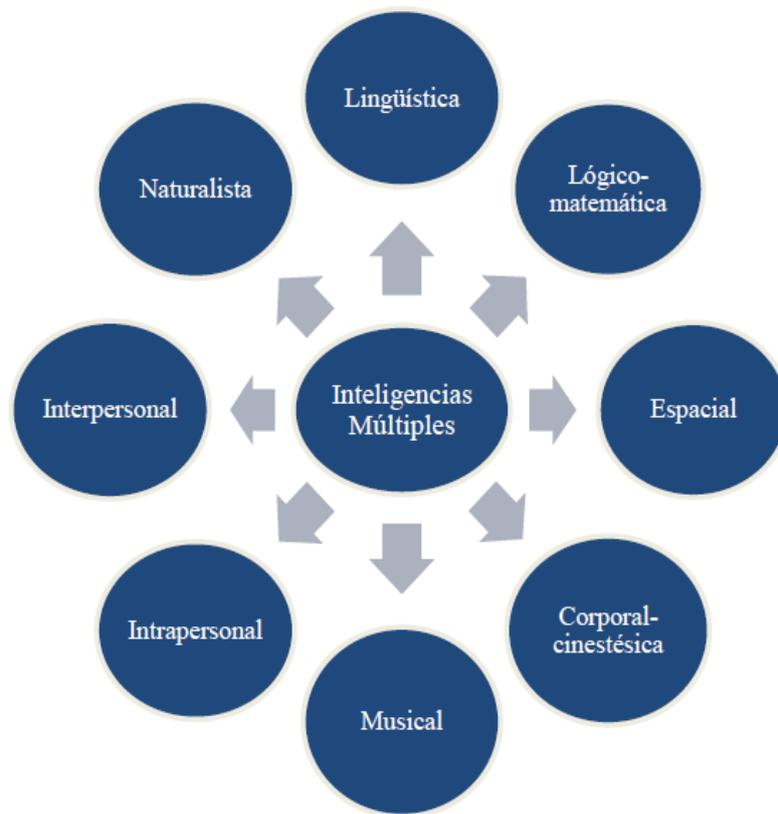 Lingüística
Lógico-
matemática
Espacial
Corporal-
cinestésica
Musical
Intrapersonal
Interpersonal
Naturalista
Inteligencias
Múltiples